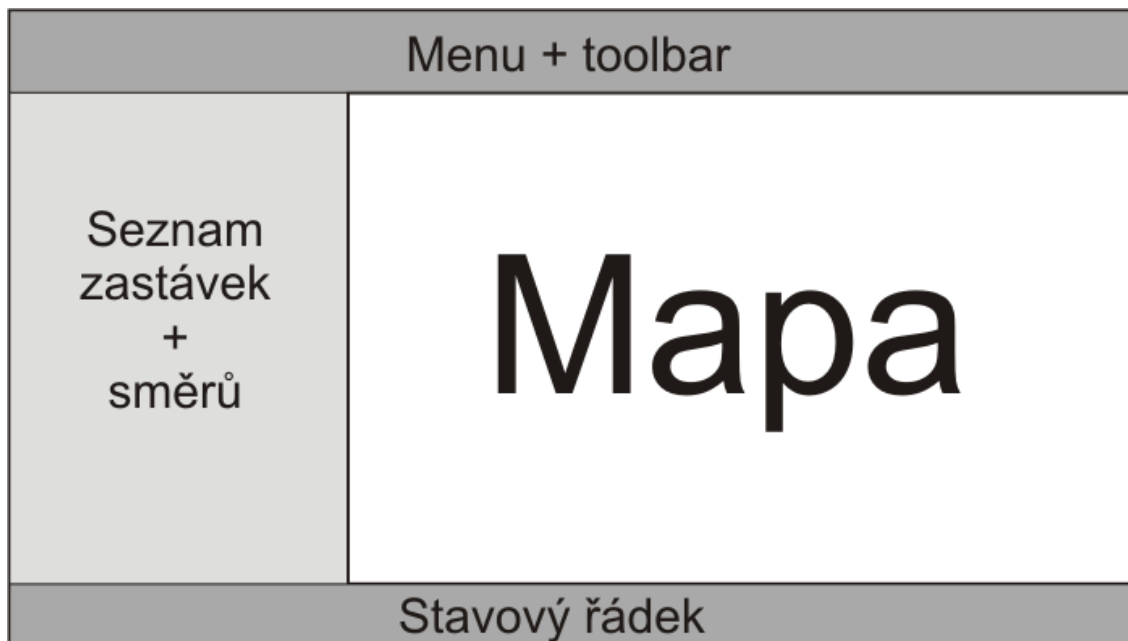 Menu + toolbar
Seznam
zastávek
+
směrů
Mapa
Stavový řádek